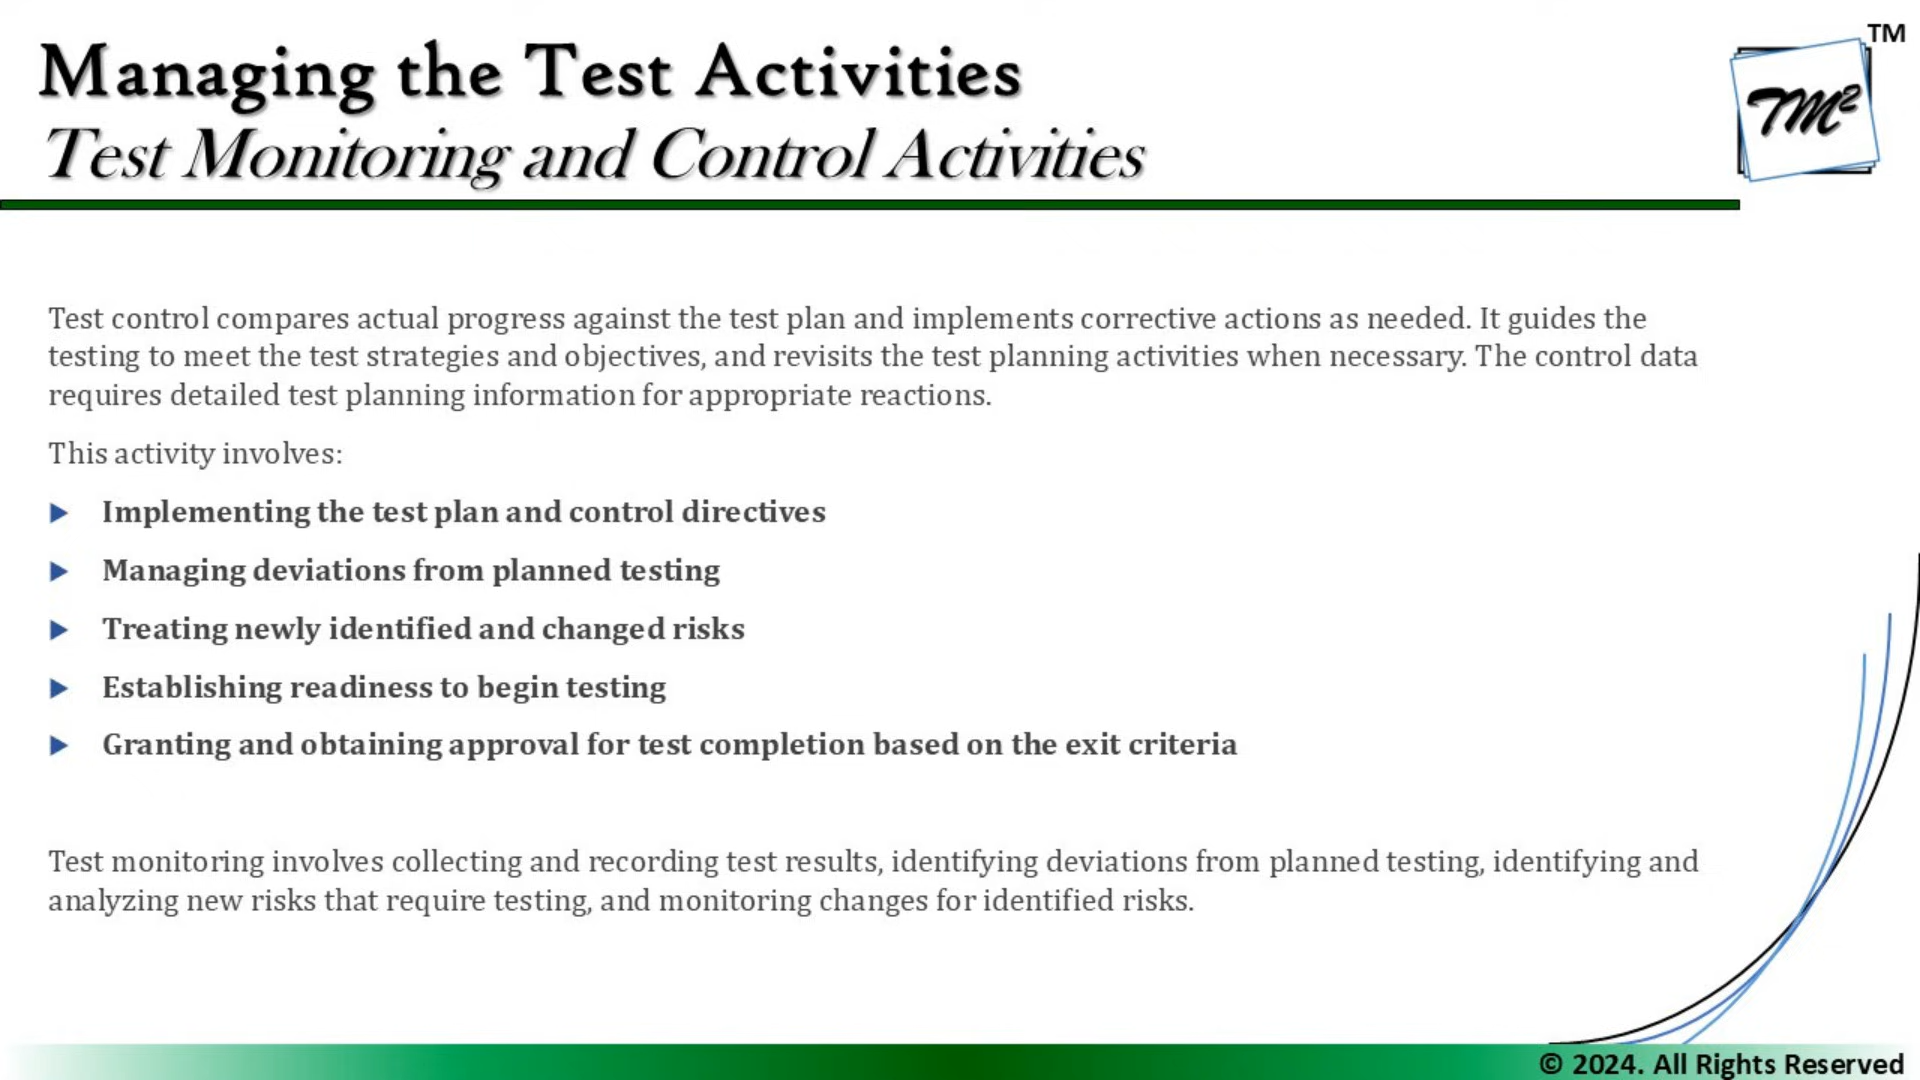 Managing the Test Activities
Test Monitoring and Control Activities
TM
TM²
Test control compares actual progress against the test plan and implements corrective actions as needed. It guides the
testing to meet the test strategies and objectives, and revisits the test planning activities when necessary. The control data
requires detailed test planning information for appropriate reactions.
This activity involves:
Implementing the test plan and control directives
Managing deviations from planned testing
Treating newly identified and changed risks
Establishing readiness to begin testing
Granting and obtaining approval for test completion based on the exit criteria
Test monitoring involves collecting and recording test results, identifying deviations from planned testing, identifying and
analyzing new risks that require testing, and monitoring changes for identified risks.
© 2024. All Rights Reserved